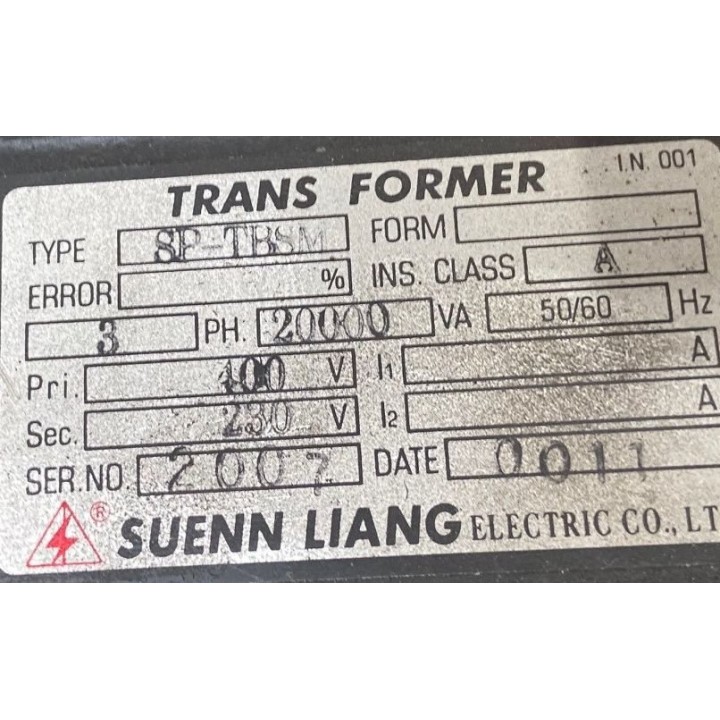 I.N. 001
TRANS FORMER
TYPE SP-TBSM FORM
ERROR % INS. CLASS A
3 PH. 20000 VA 50/60 Hz
Pri. 400 V I1 A
Sec. 230 V I2 A
SER.NO. 2007 DATE 0011
® SUENN LIANG ELECTRIC CO., LT